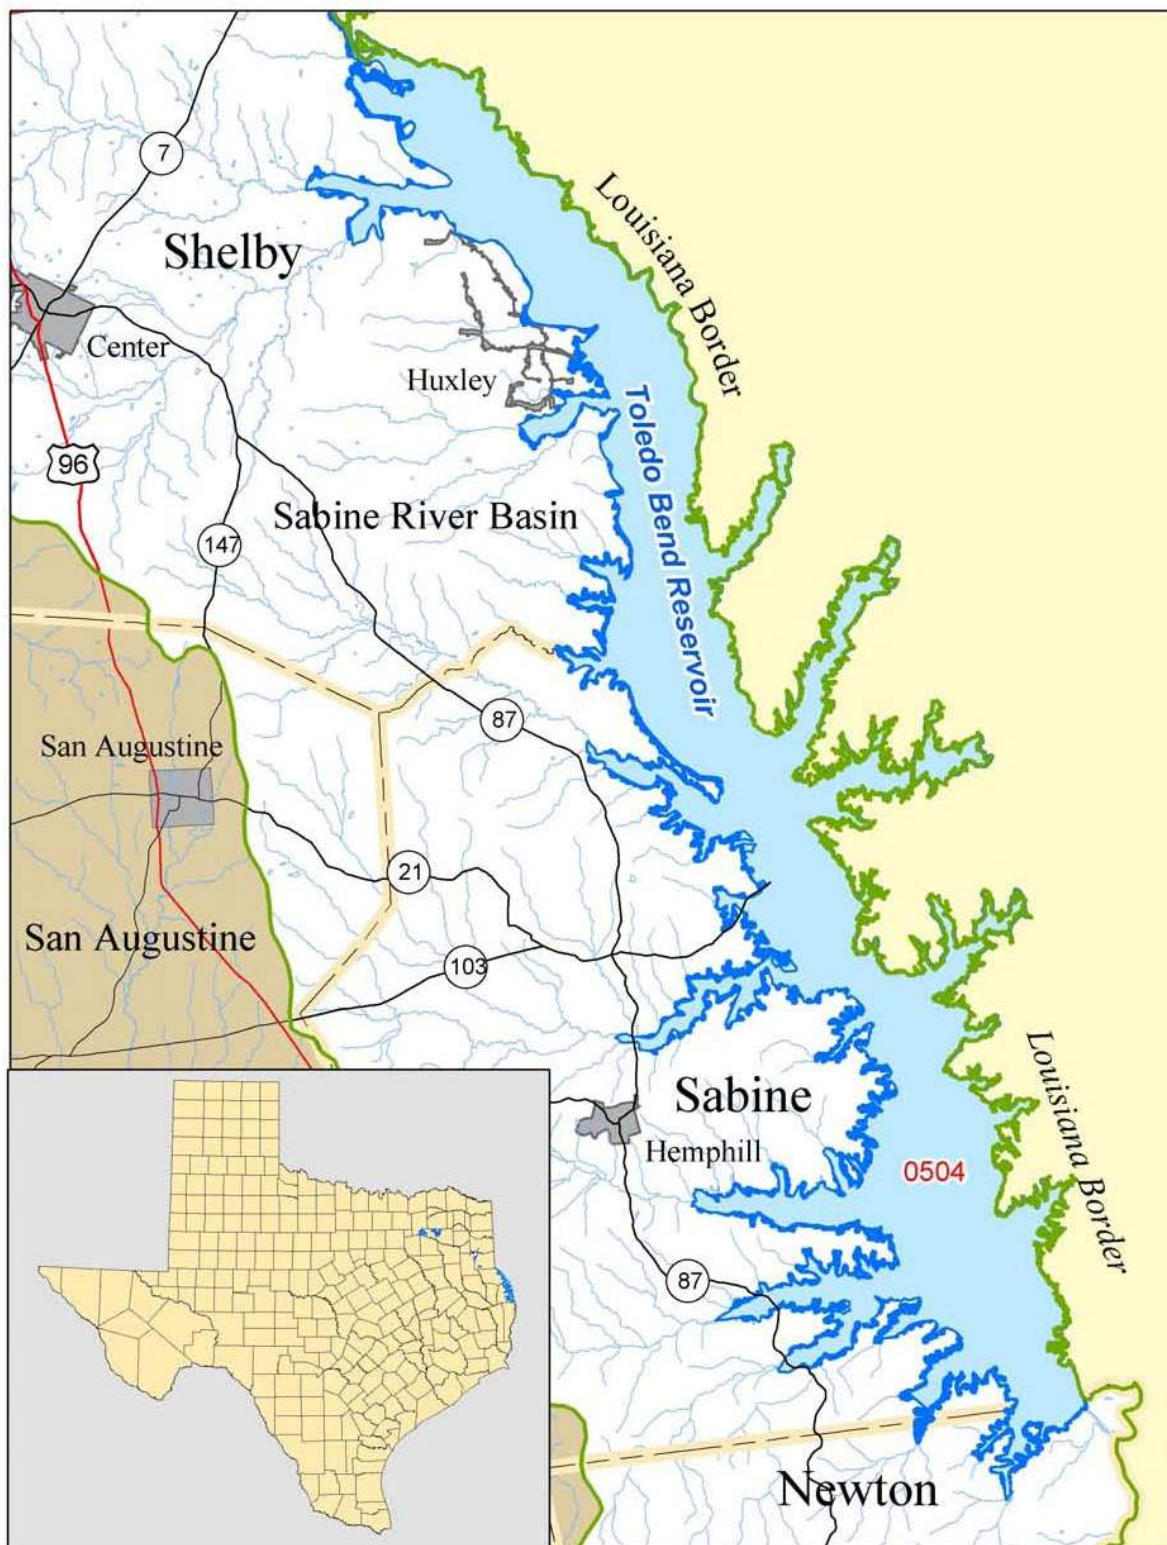 7
Louisiana Border
Shelby
Center
Huxley
Toledo Bend Reservoir
96
Sabine River Basin
147
87
San Augustine
21
San Augustine
103
Louisiana Border
Sabine
Hemphill
0504
87
Newton